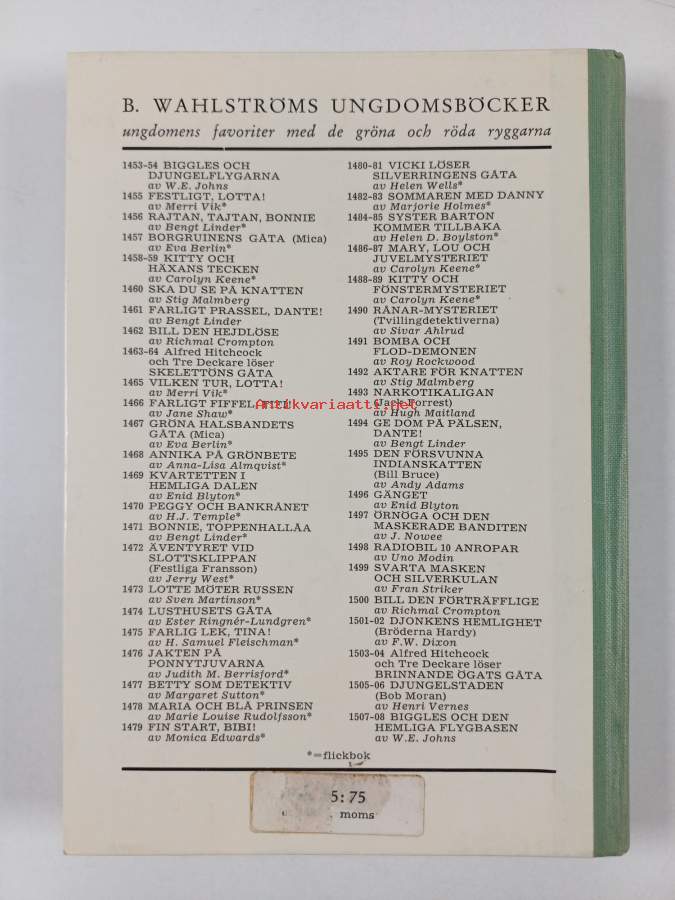 B. WAHLSTRÖMS UNGDOMSBÖCKER
ungdomens favoriter med de gröna och röda ryggarna
1453-54 BIGGLES OCH
DJUNGELFLYGARNA
av W.E. Johns
1455 FESTLIGT, LOTTA!
av Merri Vik*
1456 RAJTAN, TAJTAN, BONNIE
av Bengt Linder*
1457 BORGRUINENS GÅTA (Mica)
av Eva Berlin*
1458-59 KITTY OCH
HÄXANS TECKEN
av Carolyn Keene*
1460 SKA DU SE PÅ KNATTEN
av Stig Malmberg
1461 FARLIGT PRASSEL, DANTE!
av Bengt Linder
1462 BILL DEN HEJDLÖSE
av Richmal Crompton
1463-64 Alfred Hitchcock
och Tre Deckare löser
SKELETTÖNS GÅTA
1465 VILKEN TUR, LOTTA!
av Merri Vik*
1466 FARLIGT FIFFEL, FIFI!
av Jane Shaw*
1467 GRÖNA HALSBANDETS
GÅTA (Mica)
av Eva Berlin*
1468 ANNIKA PÅ GRÖNBETE
av Anna-Lisa Almqvist*
1469 KVARTETTEN I
HEMLIGA DALEN
av Enid Blyton*
1470 PEGGY OCH BANKRÅNET
av H.J. Temple*
1471 BONNIE, TOPPENHALLÅA
av Bengt Linder*
1472 ÄVENTYRET VID
SLOTTSKLIPPAN
(Festliga Fransson)
av Jerry West*
1473 LOTTE MÖTER RUSSEN
av Sven Martinson*
1474 LUSTHUSETS GÅTA
av Ester Ringnér-Lundgren*
1475 FARLIG LEK, TINA!
av H. Samuel Fleischman*
1476 JAKTEN PÅ
PONNYTJUVARNA
av Judith M. Berrisford*
1477 BETTY SOM DETEKTIV
av Margaret Sutton*
1478 MARIA OCH BLÅ PRINSEN
av Marie Louise Rudolfsson*
1479 FIN START, BIBI!
av Monica Edwards*
1480-81 VICKI LÖSER
SILVERRINGENS GÅTA
av Helen Wells*
1482-83 SOMMAREN MED DANNY
av Marjorie Holmes*
1484-85 SYSTER BARTON
KOMMER TILLBAKA
av Helen D. Boylston*
1486-87 MARY, LOU OCH
JUVELMYSTERIET
av Carolyn Keene*
1488-89 KITTY OCH
FÖNSTERMYSTERIET
av Carolyn Keene*
1490 RÅNAR-MYSTERIET
(Tvillingdetektiverna)
av Sivar Ahlrud
1491 BOMBA OCH
FLOD-DEMONEN
av Roy Rockwood
1492 AKTARE FÖR KNATTEN
av Stig Malmberg
1493 NARKOTIKALIGAN
(Jack Forrest)
av Hugh Maitland
1494 GE DOM PÅ PÄLSEN,
DANTE!
av Bengt Linder
1495 DEN FÖRSVUNNA
INDIANSKATTEN
(Bill Bruce)
av Andy Adams
1496 GÄNGET
av Enid Blyton
1497 ÖRNÖGA OCH DEN
MASKERADE BANDITEN
av J. Nowee
1498 RADIOBIL 10 ANROPAR
av Uno Modin
1499 SVARTA MASKEN
OCH SILVERKULAN
av Fran Striker
1500 BILL DEN FÖRTRÄFFLIGE
av Richmal Crompton
1501-02 DJONKENS HEMLIGHET
(Bröderna Hardy)
av F.W. Dixon
1503-04 Alfred Hitchcock
och Tre Deckare löser
BRINNANDE ÖGATS GÅTA
1505-06 DJUNGELSTADEN
(Bob Moran)
av Henri Vernes
1507-08 BIGGLES OCH DEN
HEMLIGA FLYGBASEN
av W.E. Johns
*=flickbok
5:75
moms
Antikvariaatti.net